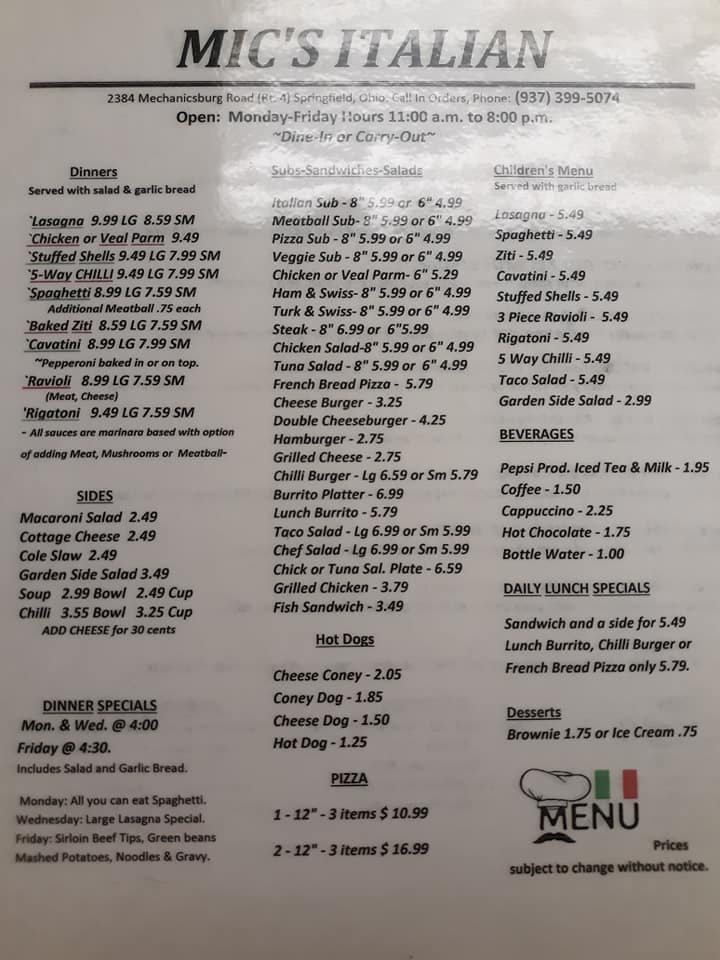 MIC'S ITALIAN
2384 Mechanicsburg Road (Rt. 4) Springfield, Ohio. Call In Orders, Phone: (937) 399-5074
Open: Monday-Friday Hours 11:00 a.m. to 8:00 p.m.
~Dine-In or Carry-Out~
Dinners
Served with salad & garlic bread
`Lasagna 9.99 LG 8.59 SM
`Chicken or Veal Parm 9.49
`Stuffed Shells 9.49 LG 7.99 SM
`5-Way CHILLI 9.49 LG 7.99 SM
`Spaghetti 8.99 LG 7.59 SM
Additional Meatball .75 each
`Baked Ziti 8.59 LG 7.59 SM
`Cavatini 8.99 LG 7.99 SM
~Pepperoni baked in or on top.
`Ravioli 8.99 LG 7.59 SM
(Meat, Cheese)
'Rigatoni 9.49 LG 7.59 SM
- All sauces are marinara based with option
of adding Meat, Mushrooms or Meatball-
SIDES
Macaroni Salad 2.49
Cottage Cheese 2.49
Cole Slaw 2.49
Garden Side Salad 3.49
Soup 2.99 Bowl 2.49 Cup
Chilli 3.55 Bowl 3.25 Cup
ADD CHEESE for 30 cents
DINNER SPECIALS
Mon. & Wed. @ 4:00
Friday @ 4:30.
Includes Salad and Garlic Bread.
Monday: All you can eat Spaghetti.
Wednesday: Large Lasagna Special.
Friday: Sirloin Beef Tips, Green beans
Mashed Potatoes, Noodles & Gravy.
Subs-Sandwiches-Salads
Italian Sub - 8" 5.99 or 6" 4.99
Meatball Sub- 8" 5.99 or 6" 4.99
Pizza Sub - 8" 5.99 or 6" 4.99
Veggie Sub - 8" 5.99 or 6" 4.99
Chicken or Veal Parm- 6" 5.29
Ham & Swiss- 8" 5.99 or 6" 4.99
Turk & Swiss- 8" 5.99 or 6" 4.99
Steak - 8" 6.99 or 6"5.99
Chicken Salad-8" 5.99 or 6" 4.99
Tuna Salad - 8" 5.99 or 6" 4.99
French Bread Pizza - 5.79
Cheese Burger - 3.25
Double Cheeseburger - 4.25
Hamburger - 2.75
Grilled Cheese - 2.75
Chilli Burger - Lg 6.59 or Sm 5.79
Burrito Platter - 6.99
Lunch Burrito - 5.79
Taco Salad - Lg 6.99 or Sm 5.99
Chef Salad - Lg 6.99 or Sm 5.99
Chick or Tuna Sal. Plate - 6.59
Grilled Chicken - 3.79
Fish Sandwich - 3.49
Hot Dogs
Cheese Coney - 2.05
Coney Dog - 1.85
Cheese Dog - 1.50
Hot Dog - 1.25
PIZZA
1 - 12" - 3 items $ 10.99
2 - 12" - 3 items $ 16.99
Children's Menu
Served with garlic bread
Lasagna - 5.49
Spaghetti - 5.49
Ziti - 5.49
Cavatini - 5.49
Stuffed Shells - 5.49
3 Piece Ravioli - 5.49
Rigatoni - 5.49
5 Way Chilli - 5.49
Taco Salad - 5.49
Garden Side Salad - 2.99
BEVERAGES
Pepsi Prod. Iced Tea & Milk - 1.95
Coffee - 1.50
Cappuccino - 2.25
Hot Chocolate - 1.75
Bottle Water - 1.00
DAILY LUNCH SPECIALS
Sandwich and a side for 5.49
Lunch Burrito, Chilli Burger or
French Bread Pizza only 5.79.
Desserts
Brownie 1.75 or Ice Cream .75
MENU
Prices
subject to change without notice.